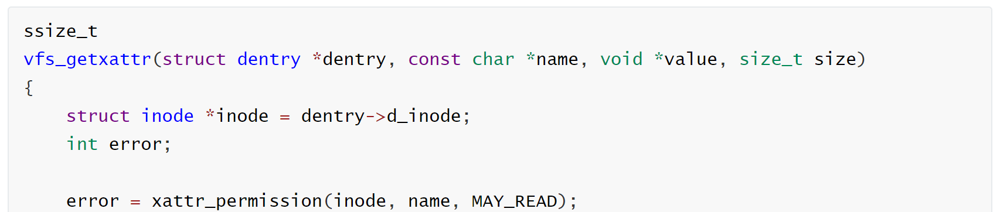 ssize_t
vfs_getxattr(struct dentry *dentry, const char *name, void *value, size_t size)
{
    struct inode *inode = dentry->d_inode;
    int error;

    error = xattr_permission(inode, name, MAY_READ);